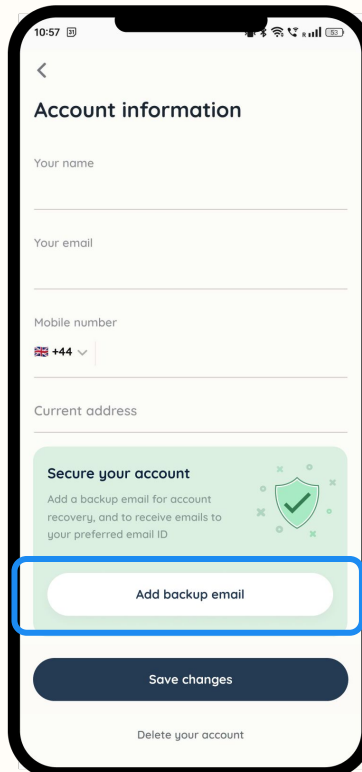 10:57 31
53
Account information
Your name
Your email
Mobile number
+44
Current address
Secure your account
Add a backup email for account
recovery, and to receive emails to
your preferred email ID
Add backup email
Save changes
Delete your account